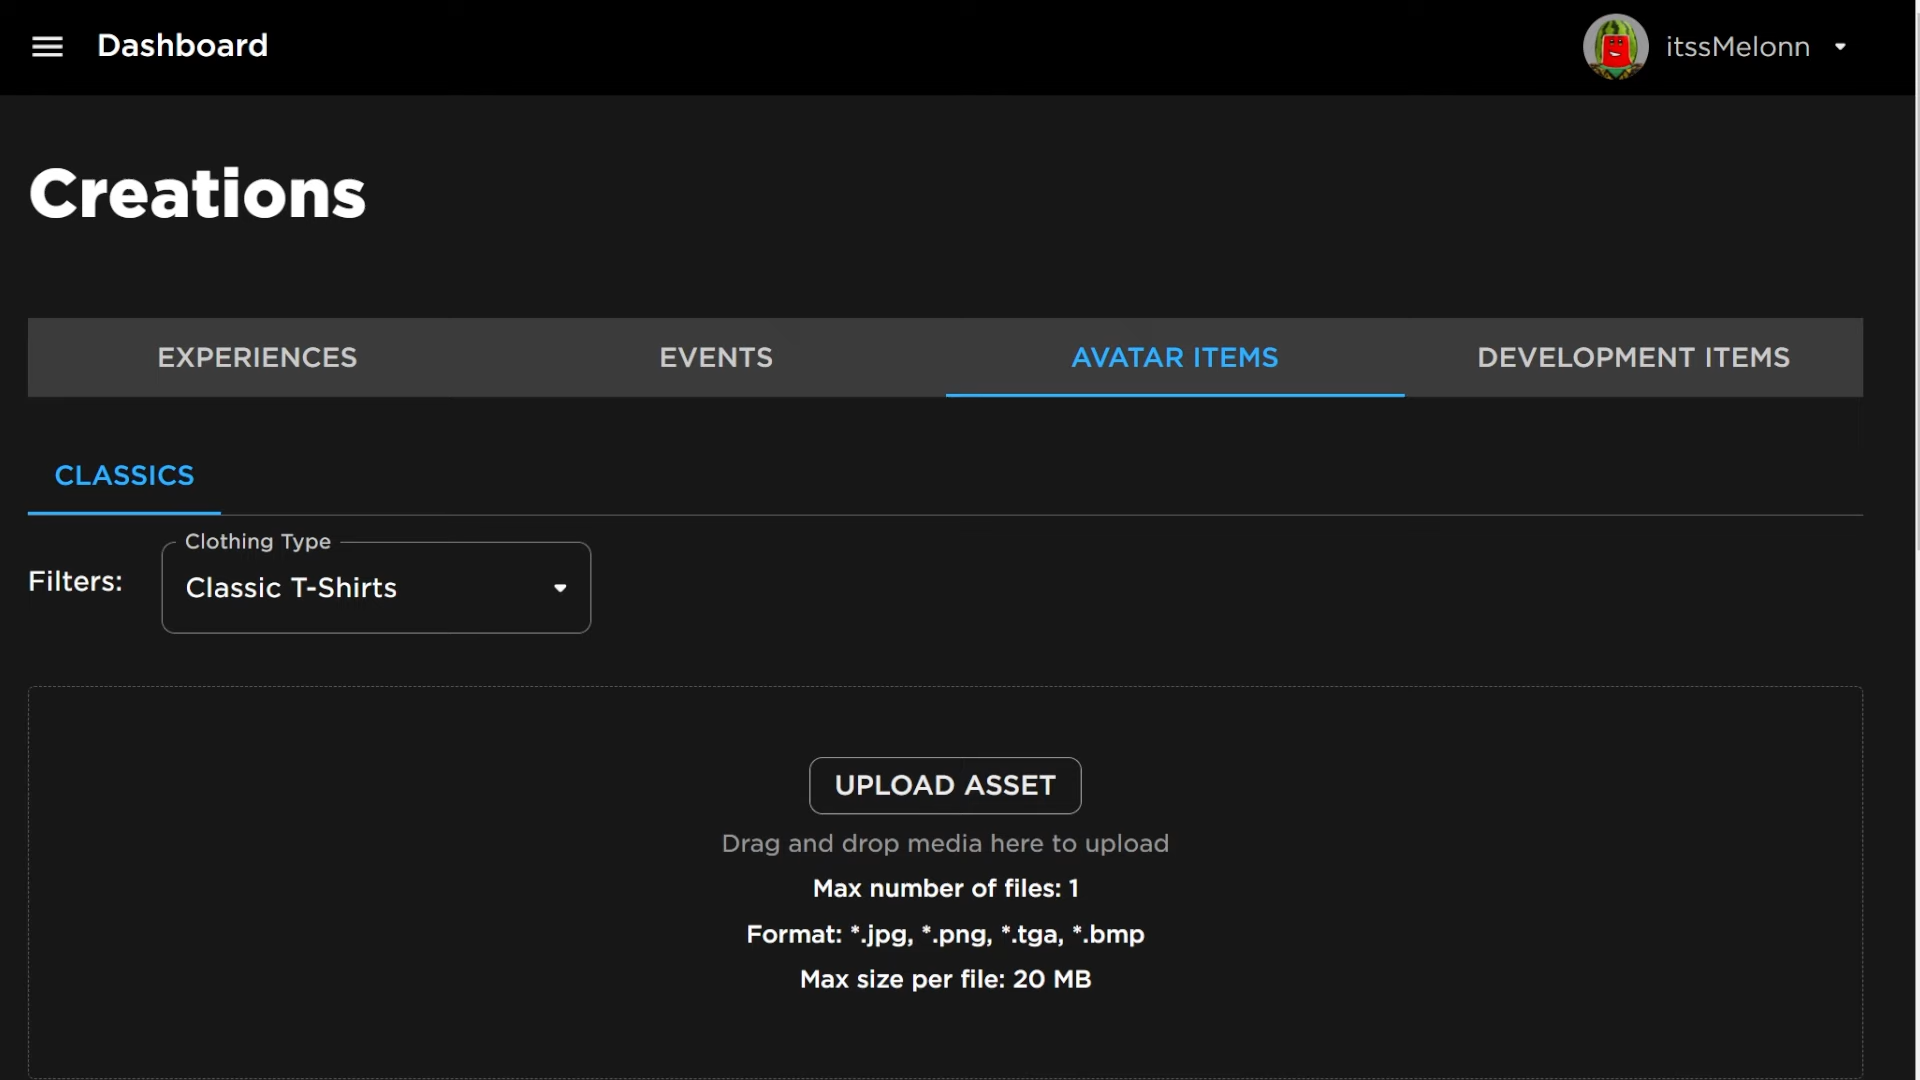 Dashboard
itssMelonn
Creations
EXPERIENCES
EVENTS
AVATAR ITEMS
DEVELOPMENT ITEMS
CLASSICS
Clothing Type
Filters:
Classic T-Shirts
UPLOAD ASSET
Drag and drop media here to upload
Max number of files: 1
Format: *.jpg, *.png, *.tga, *.bmp
Max size per file: 20 MB